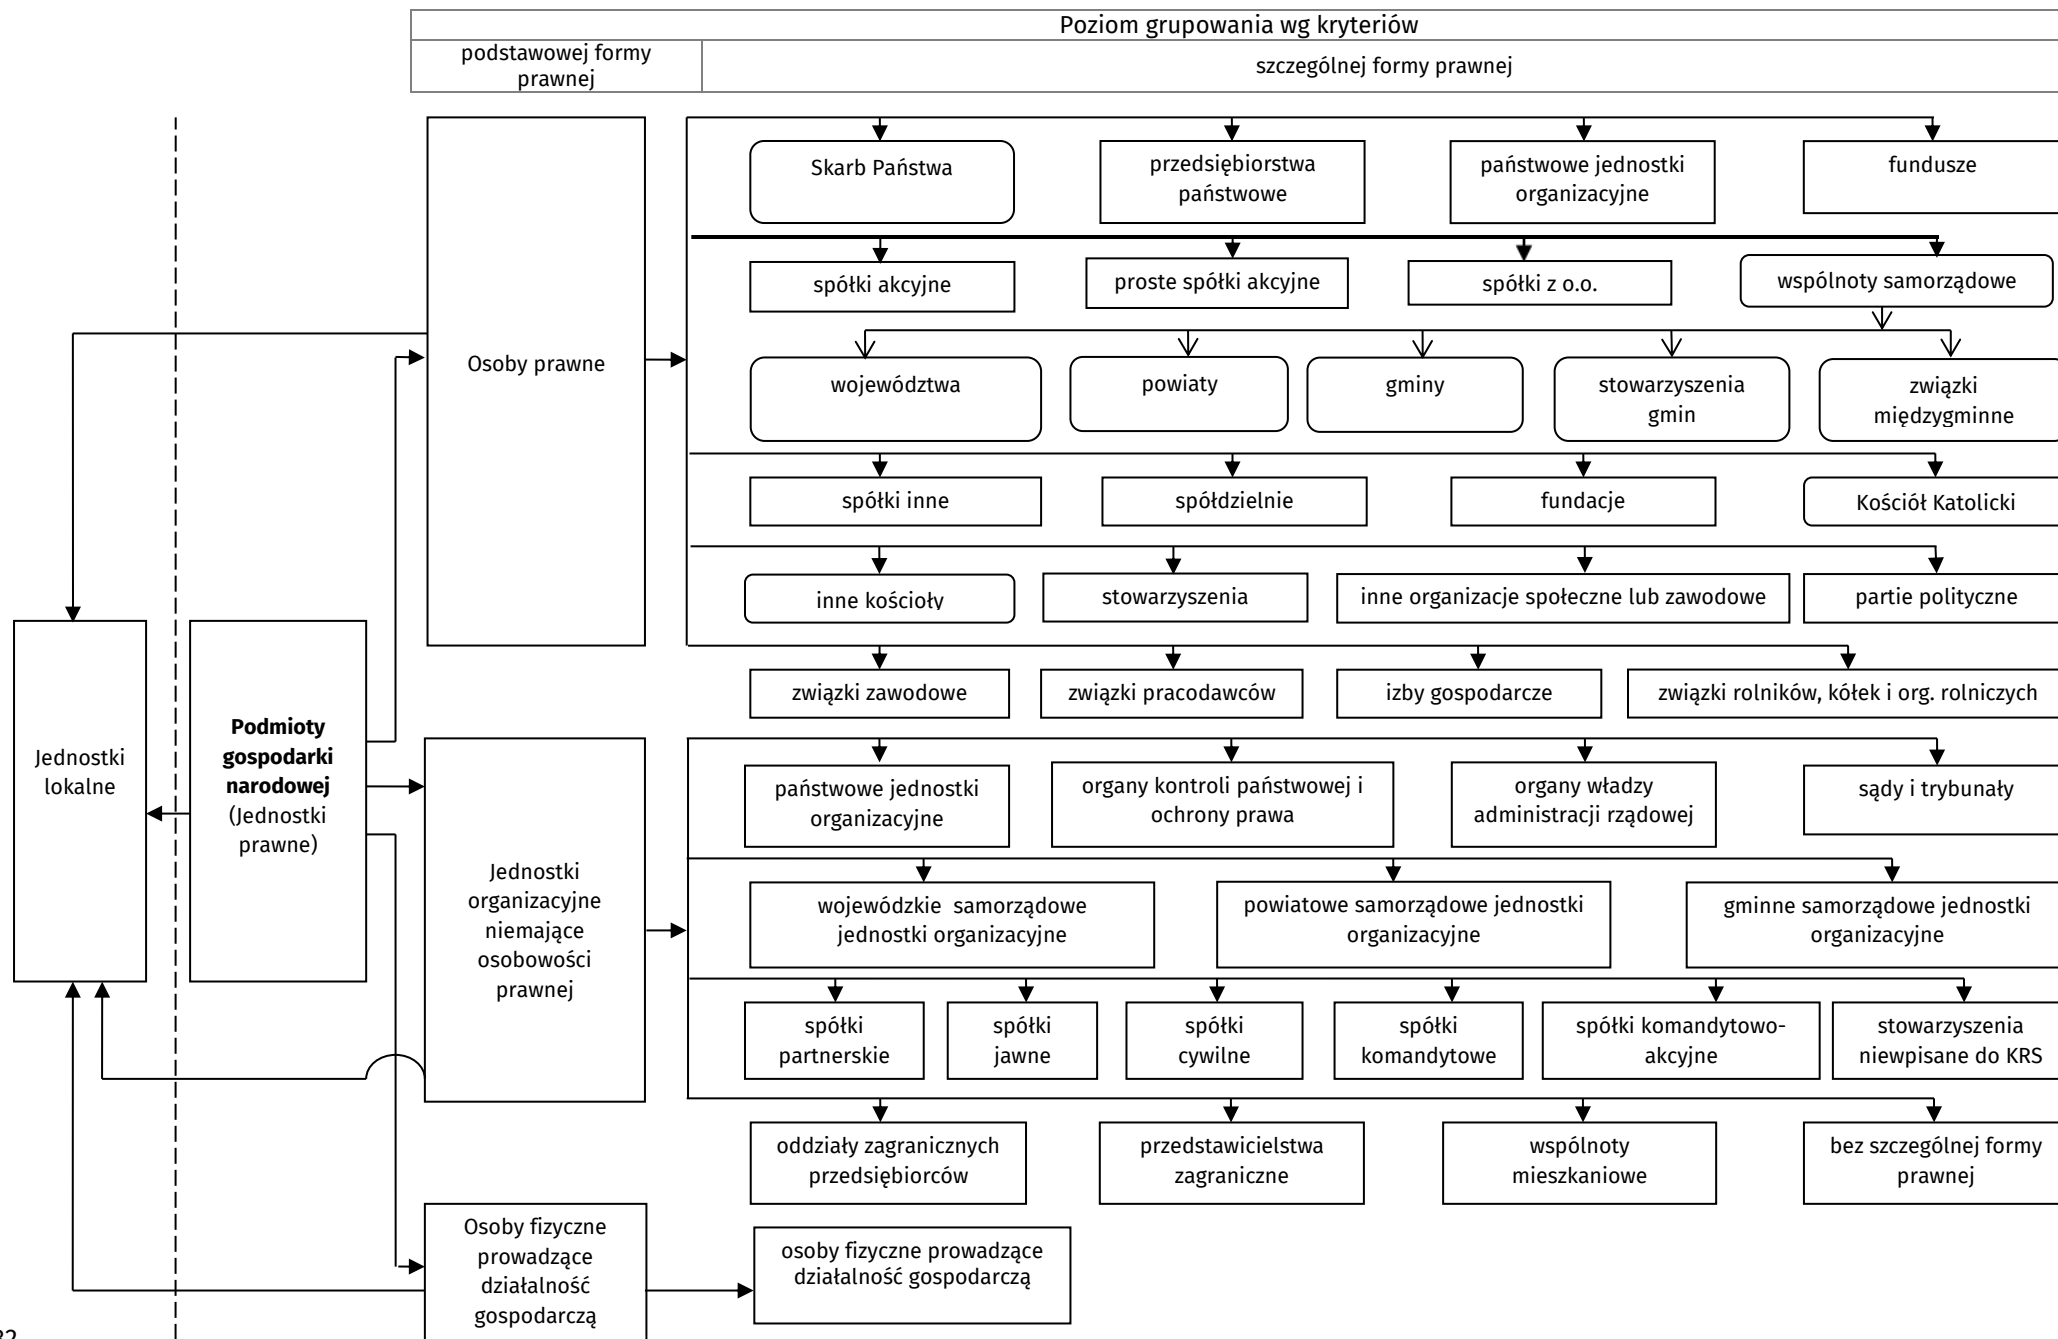 Poziom grupowania wg kryteriów
podstawowej formy
prawnej
szczególnej formy prawnej
Skarb Państwa
przedsiębiorstwa
państwowe
państwowe jednostki
organizacyjne
fundusze
spółki akcyjne
proste spółki akcyjne
spółki z o.o.
wspólnoty samorządowe
Osoby prawne
województwa
powiaty
gminy
stowarzyszenia
gmin
związki
międzygminne
spółki inne
spółdzielnie
fundacje
Kościół Katolicki
inne kościoły
stowarzyszenia
inne organizacje społeczne lub zawodowe
partie polityczne
związki zawodowe
związki pracodawców
izby gospodarcze
związki rolników, kółek i org. rolniczych
Jednostki
lokalne
Podmioty
gospodarki
narodowej
(Jednostki
prawne)
Jednostki
organizacyjne
niemające
osobowości
prawnej
państwowe jednostki
organizacyjne
organy kontroli państwowej i
ochrony prawa
organy władzy
administracji rządowej
sądy i trybunały
wojewódzkie  samorządowe
jednostki organizacyjne
powiatowe samorządowe jednostki
organizacyjne
gminne samorządowe jednostki
organizacyjne
spółki
partnerskie
spółki
jawne
spółki
cywilne
spółki
komandytowe
spółki komandytowo-
akcyjne
stowarzyszenia
niewpisane do KRS
oddziały zagranicznych
przedsiębiorców
przedstawicielstwa
zagraniczne
wspólnoty
mieszkaniowe
bez szczególnej formy
prawnej
Osoby fizyczne
prowadzące
działalność
gospodarczą
osoby fizyczne prowadzące
działalność gospodarczą